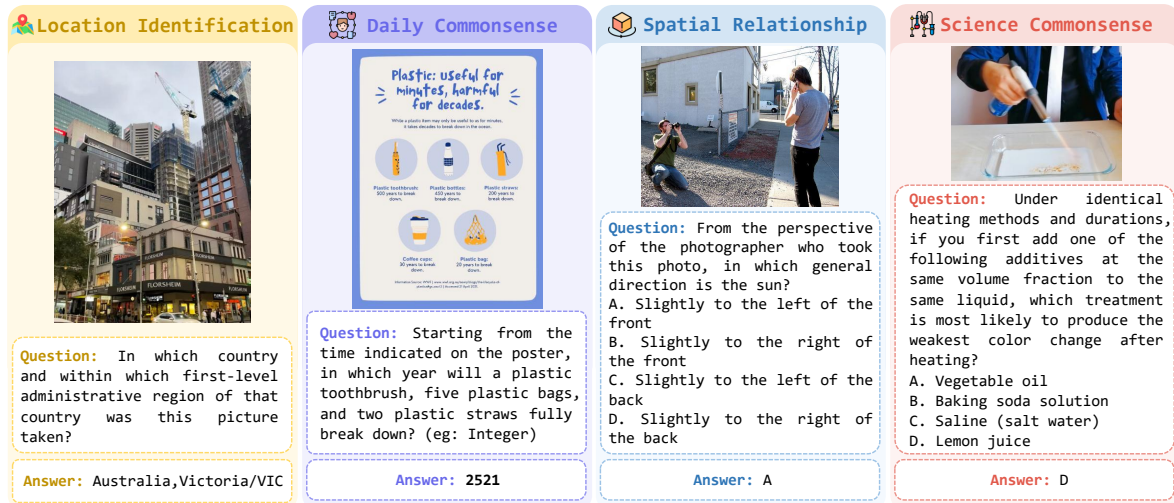 Location Identification
FLORSHEIM
FLORSHEIM
Question: In which country
and within which first-level
administrative region of that
country was this picture
taken?
Answer: Australia,Victoria/VIC
Daily Commonsense
Plastic: useful for
minutes, harmful
for decades.
While a plastic item may only be useful to us for minutes,
it takes decades to break down in the ocean.
Plastic toothbrush:
500 years to break
down.
Plastic bottles:
450 years to
break down.
Plastic straws:
200 years to
break down.
Coffee cups:
30 years to break
down.
Plastic bag:
20 years to break
down.
Question: Starting from the
time indicated on the poster,
in which year will a plastic
toothbrush, five plastic bags,
and two plastic straws fully
break down? (eg: Integer)
Answer: 2521
Spatial Relationship
Question: From the perspective
of the photographer who took
this photo, in which general
direction is the sun?
A. Slightly to the left of the
front
B. Slightly to the right of
the front
C. Slightly to the left of the
back
D. Slightly to the right of
the back
Answer: A
Science Commonsense
Question: Under identical
heating methods and durations,
if you first add one of the
following additives at the
same volume fraction to the
same liquid, which treatment
is most likely to produce the
weakest color change after
heating?
A. Vegetable oil
B. Baking soda solution
C. Saline (salt water)
D. Lemon juice
Answer: D